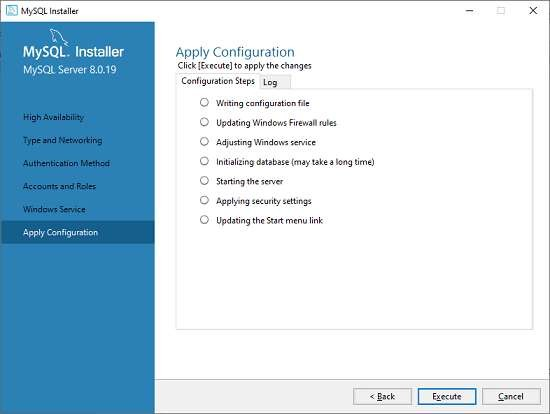 MySQL Installer
MySQL. Installer
MySQL Server 8.0.19
High Availability
Type and Networking
Authentication Method
Accounts and Roles
Windows Service
Apply Configuration
Apply Configuration
Click [Execute] to apply the changes
Configuration Steps Log
Writing configuration file
Updating Windows Firewall rules
Adjusting Windows service
Initializing database (may take a long time)
Starting the server
Applying security settings
Updating the Start menu link
< Back Execute Cancel